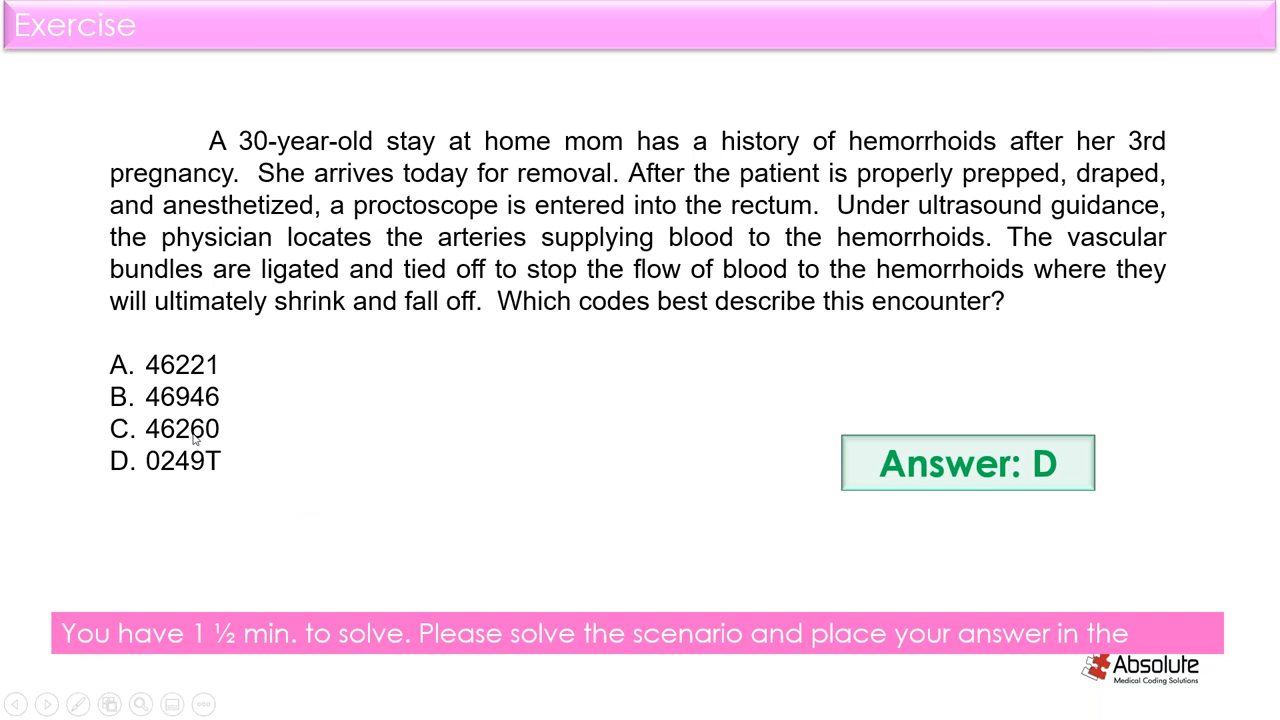 Exercise
A 30-year-old stay at home mom has a history of hemorrhoids after her 3rd
pregnancy. She arrives today for removal. After the patient is properly prepped, draped,
and anesthetized, a proctoscope is entered into the rectum. Under ultrasound guidance,
the physician locates the arteries supplying blood to the hemorrhoids. The vascular
bundles are ligated and tied off to stop the flow of blood to the hemorrhoids where they
will ultimately shrink and fall off. Which codes best describe this encounter?
A. 46221
B. 46946
C. 46260
D. 0249T
Answer: D
You have 1 ½ min. to solve. Please solve the scenario and place your answer in the
Absolute
Medical Coding Solutions